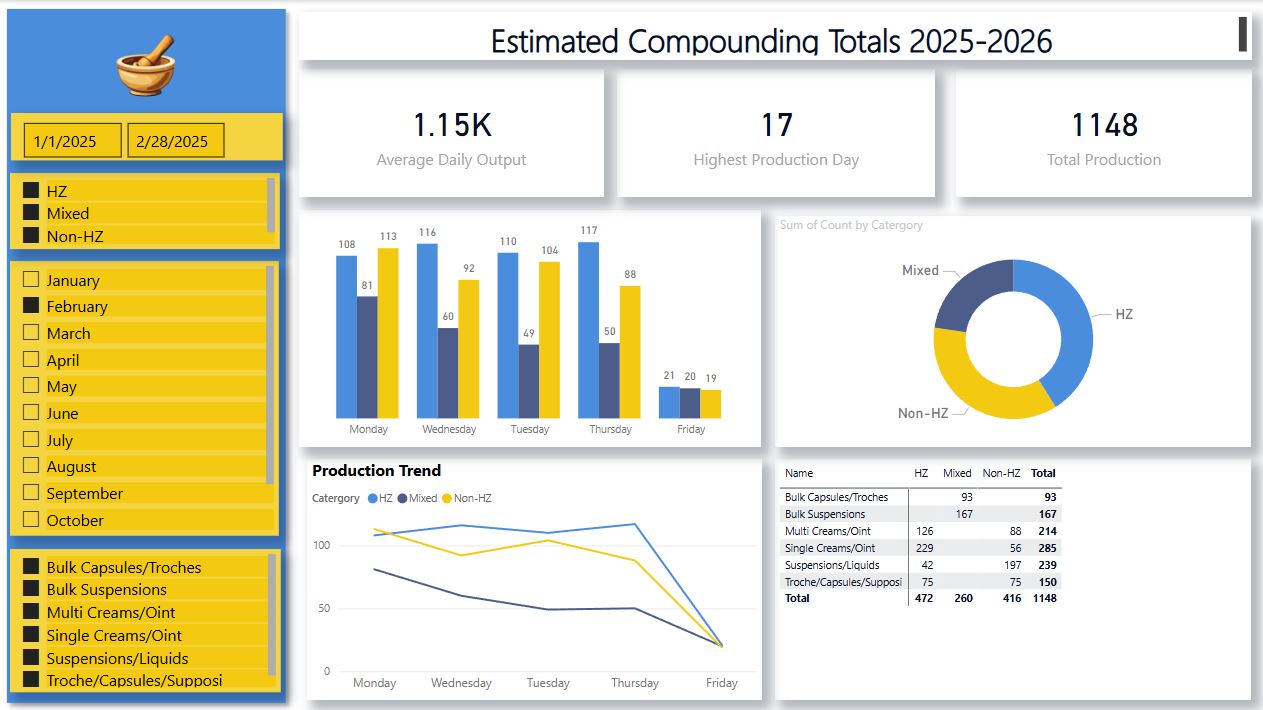 Estimated Compounding Totals 2025-2026
1/1/2025 2/28/2025
HZ
Mixed
Non-HZ
January
February
March
April
May
June
July
August
September
October
Bulk Capsules/Troches
Bulk Suspensions
Multi Creams/Oint
Single Creams/Oint
Suspensions/Liquids
Troche/Capsules/Supposi
1.15K
Average Daily Output
17
Highest Production Day
1148
Total Production
108 81 113 116 60 92 110 49 104 117 50 88 21 20 19
Monday Wednesday Tuesday Thursday Friday
Sum of Count by Catergory
Mixed
HZ
Non-HZ
Production Trend
Catergory HZ Mixed Non-HZ
100
50
0
Monday Wednesday Tuesday Thursday Friday
Name HZ Mixed Non-HZ Total
Bulk Capsules/Troches 93 93
Bulk Suspensions 167 167
Multi Creams/Oint 126 88 214
Single Creams/Oint 229 56 285
Suspensions/Liquids 42 197 239
Troche/Capsules/Supposi 75 75 150
Total 472 260 416 1148